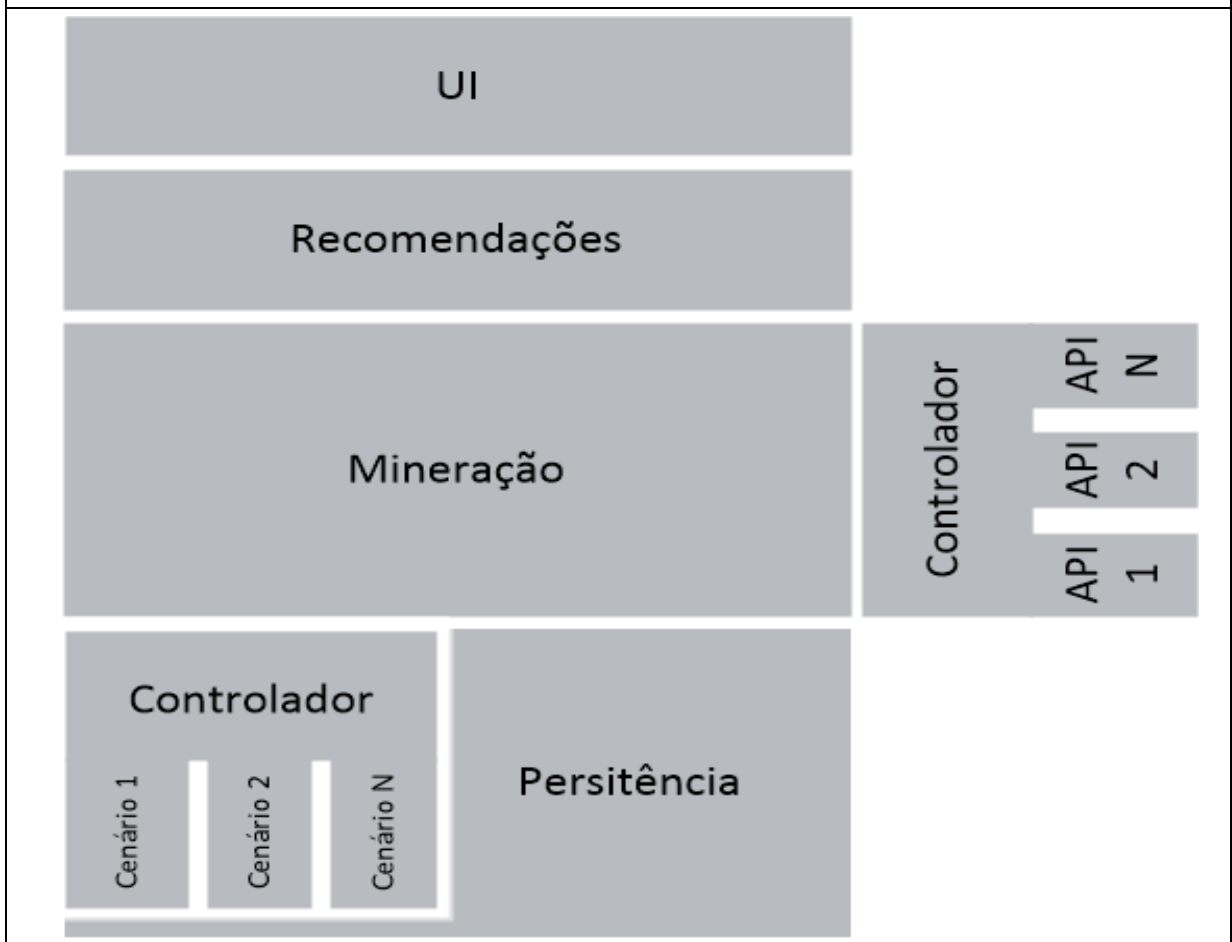 UI
Recomendações
Mineração
Controlador
API
N
API
2
API
1
Controlador
Cenário 1
Cenário 2
Cenário N
Persitência